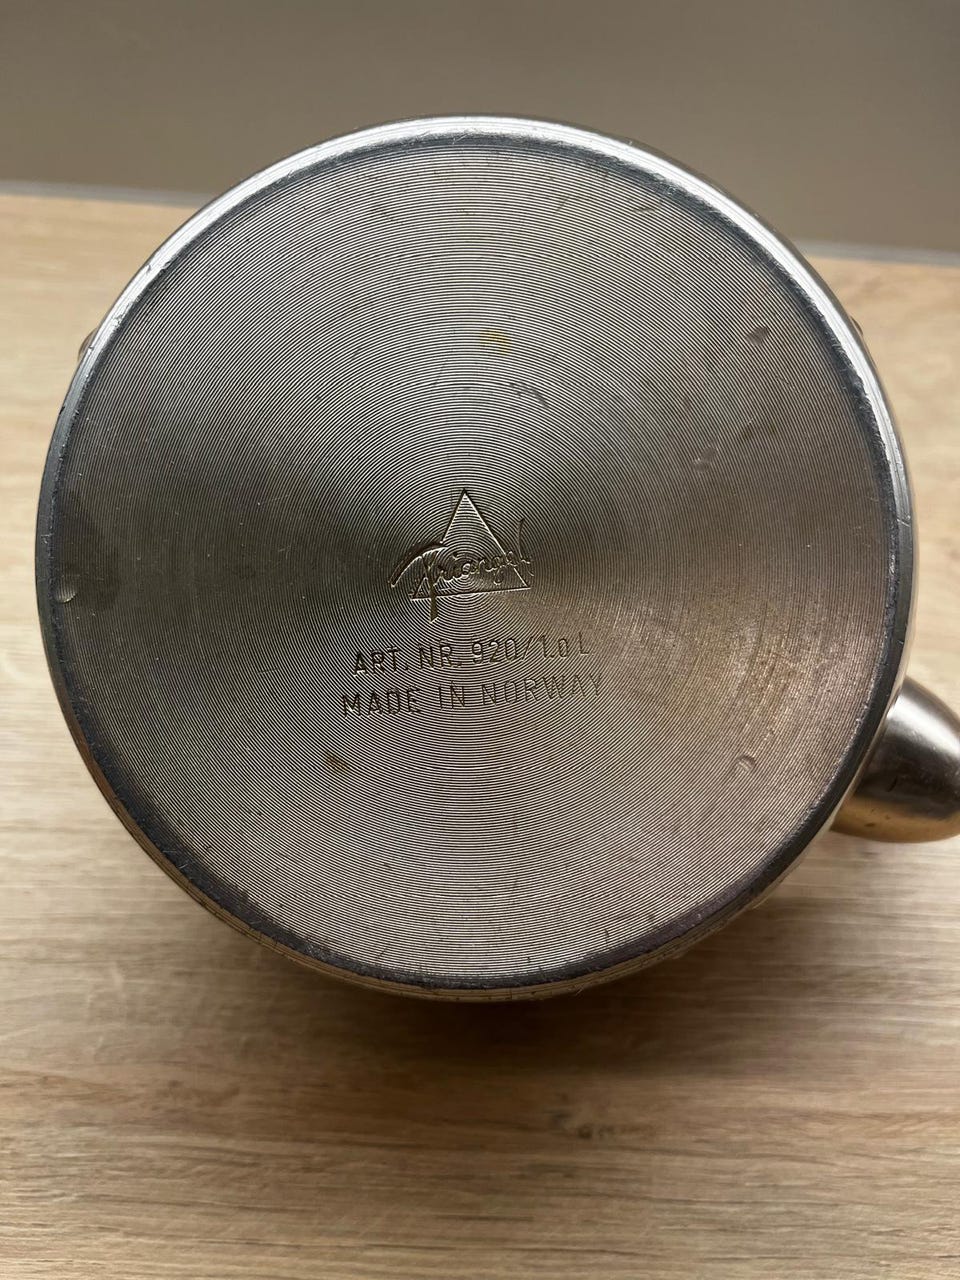 Triangel
ART. NR. 920/1.0 L
MADE IN NORWAY